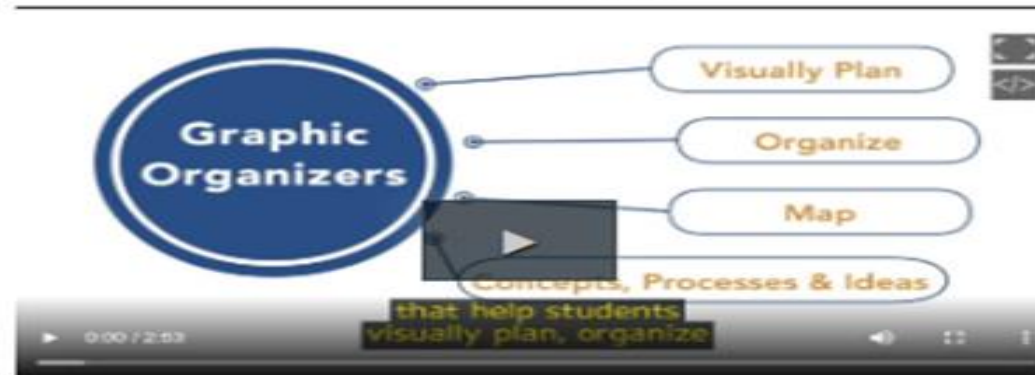 Graphic
Organizers
Visually Plan
Organize
Map
Concepts, Processes & Ideas
that help students
visually plan, organize
0:00 / 2:53